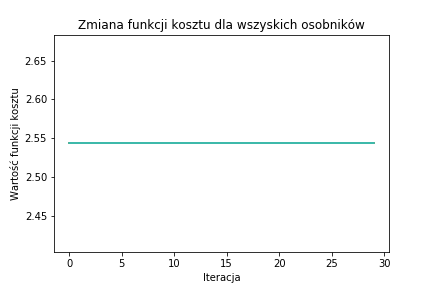 Zmiana funkcji kosztu dla wszyskich osobników
Wartość funkcji kosztu
2.65
2.60
2.55
2.50
2.45
0 5 10 15 20 25 30
Iteracja